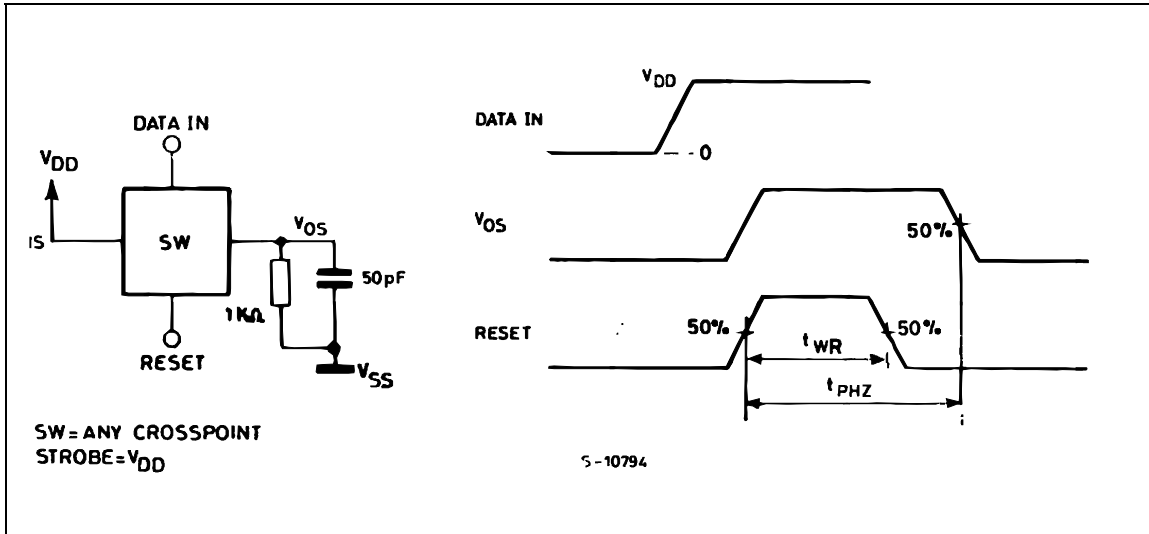 DATA IN
VDD
IS
SW
VOS
50pF
1KΩ
RESET
VSS
SW=ANY CROSSPOINT
STROBE=VDD
VDD
DATA IN
0
VOS
50%
RESET
50%
50%
tWR
tPHZ
S-10794